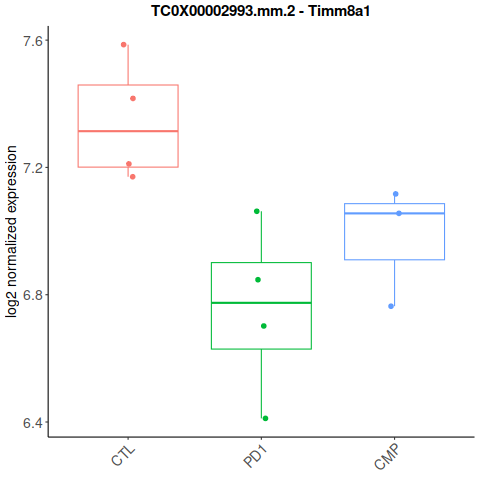 TC0X00002993.mm.2 - Timm8a1
log2 normalized expression
7.6
7.2
6.8
6.4
CTL
PD1
CMP